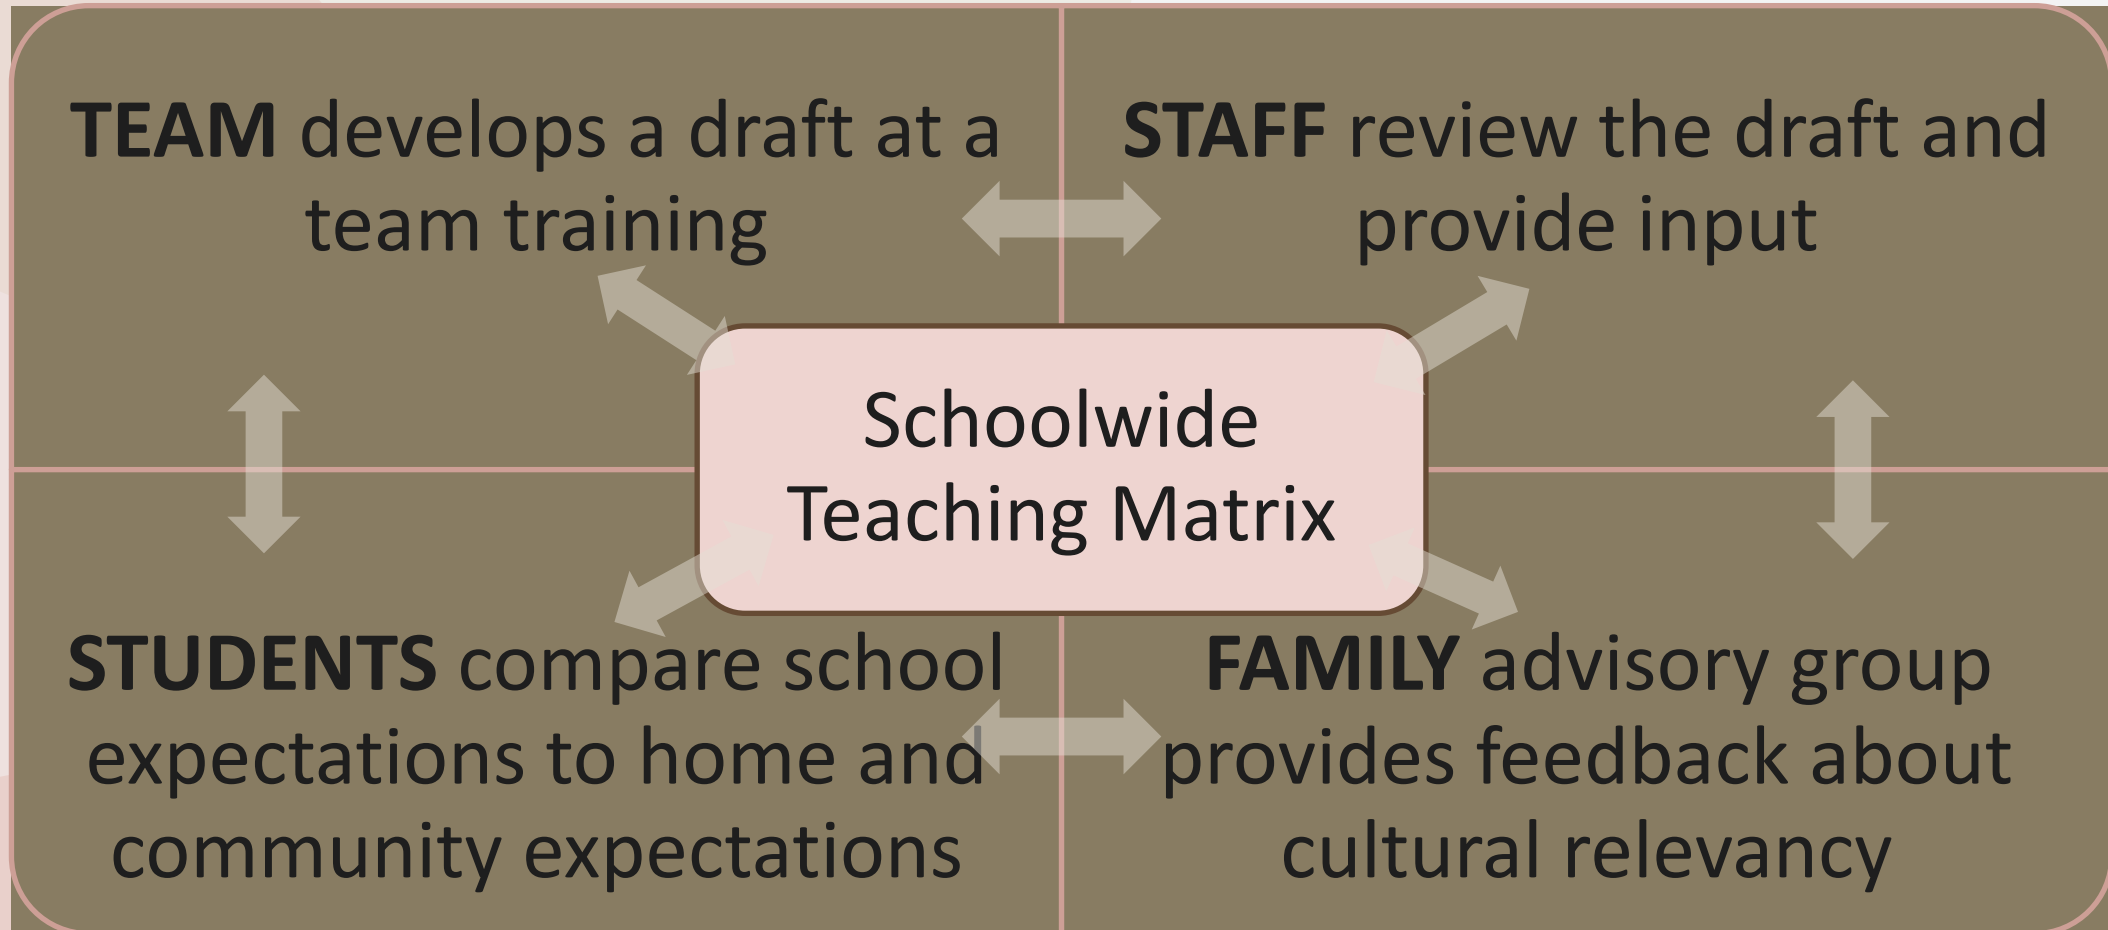 TEAM develops a draft at a
team training
STAFF review the draft and
provide input
Schoolwide
Teaching Matrix
STUDENTS compare school
expectations to home and
community expectations
FAMILY advisory group
provides feedback about
cultural relevancy